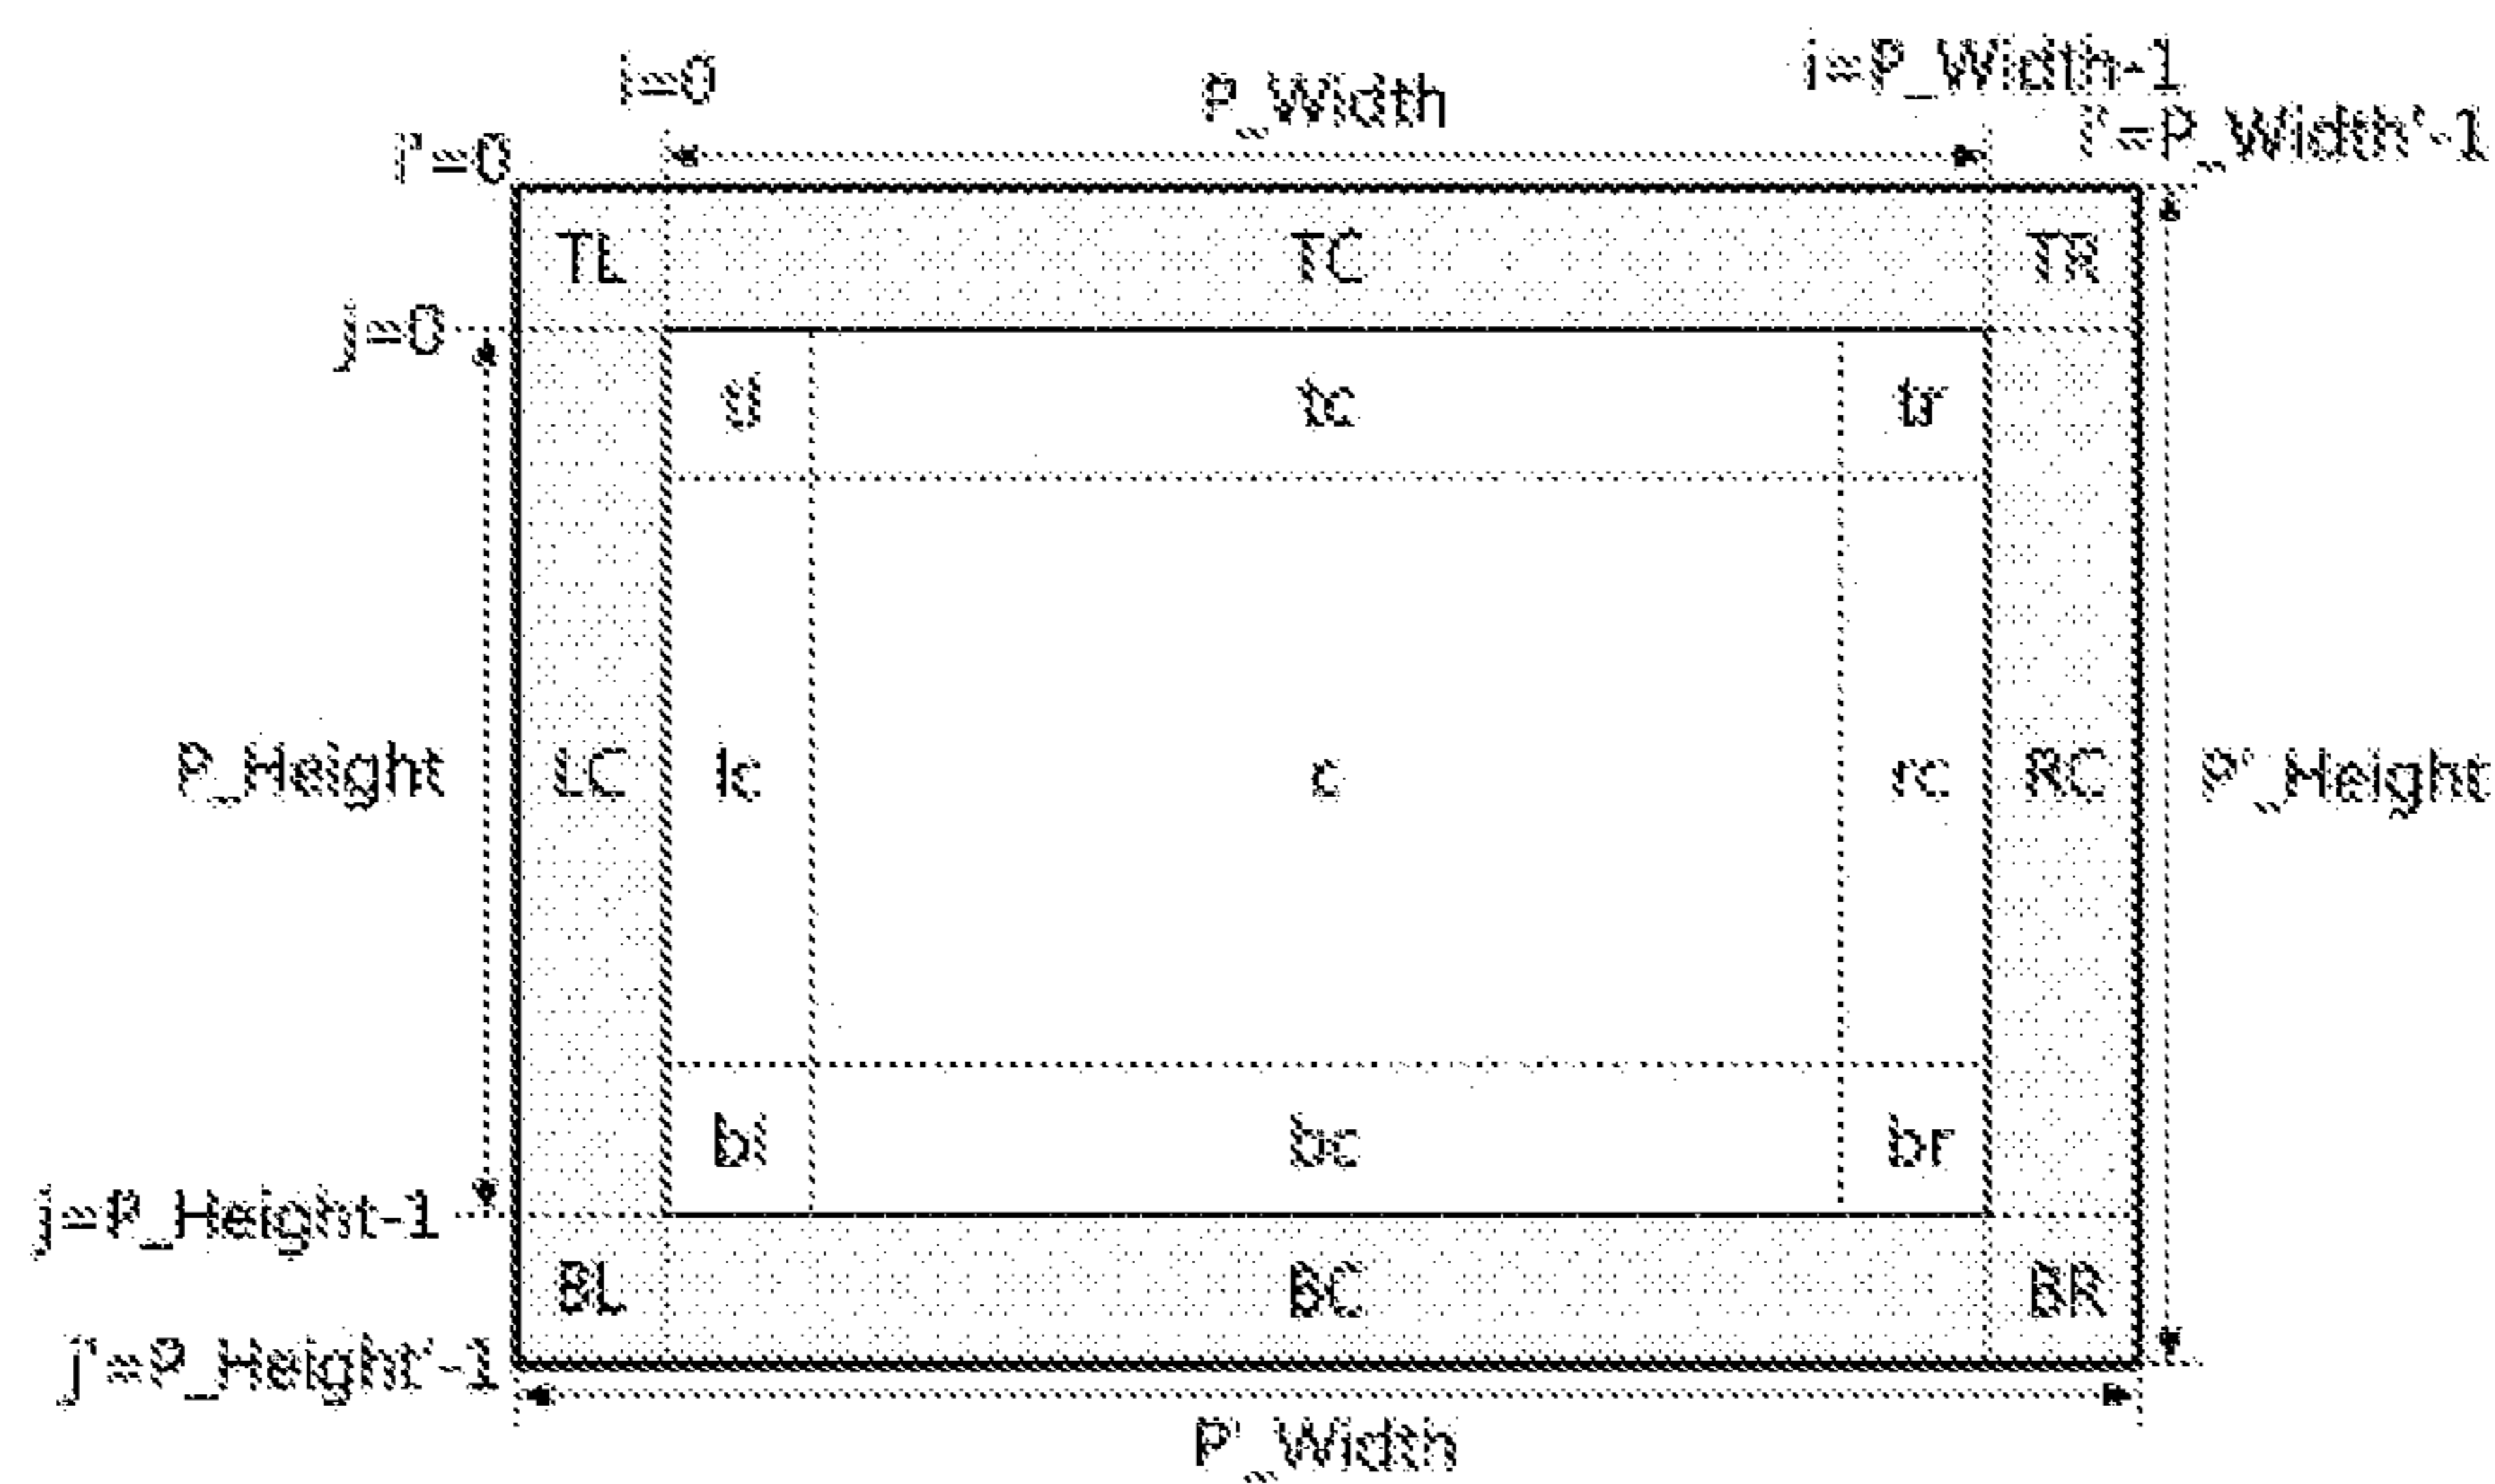 i=0
P_Width
i=P_Width-1
i'=0
i'=P_Width'-1
TL TC TR
j=0
tl tc tr
P_Height
LC lc c rc RC
P'_Height
bl bc br
j=P_Height-1
BL BC BR
j'=P_Height'-1
P'_Width